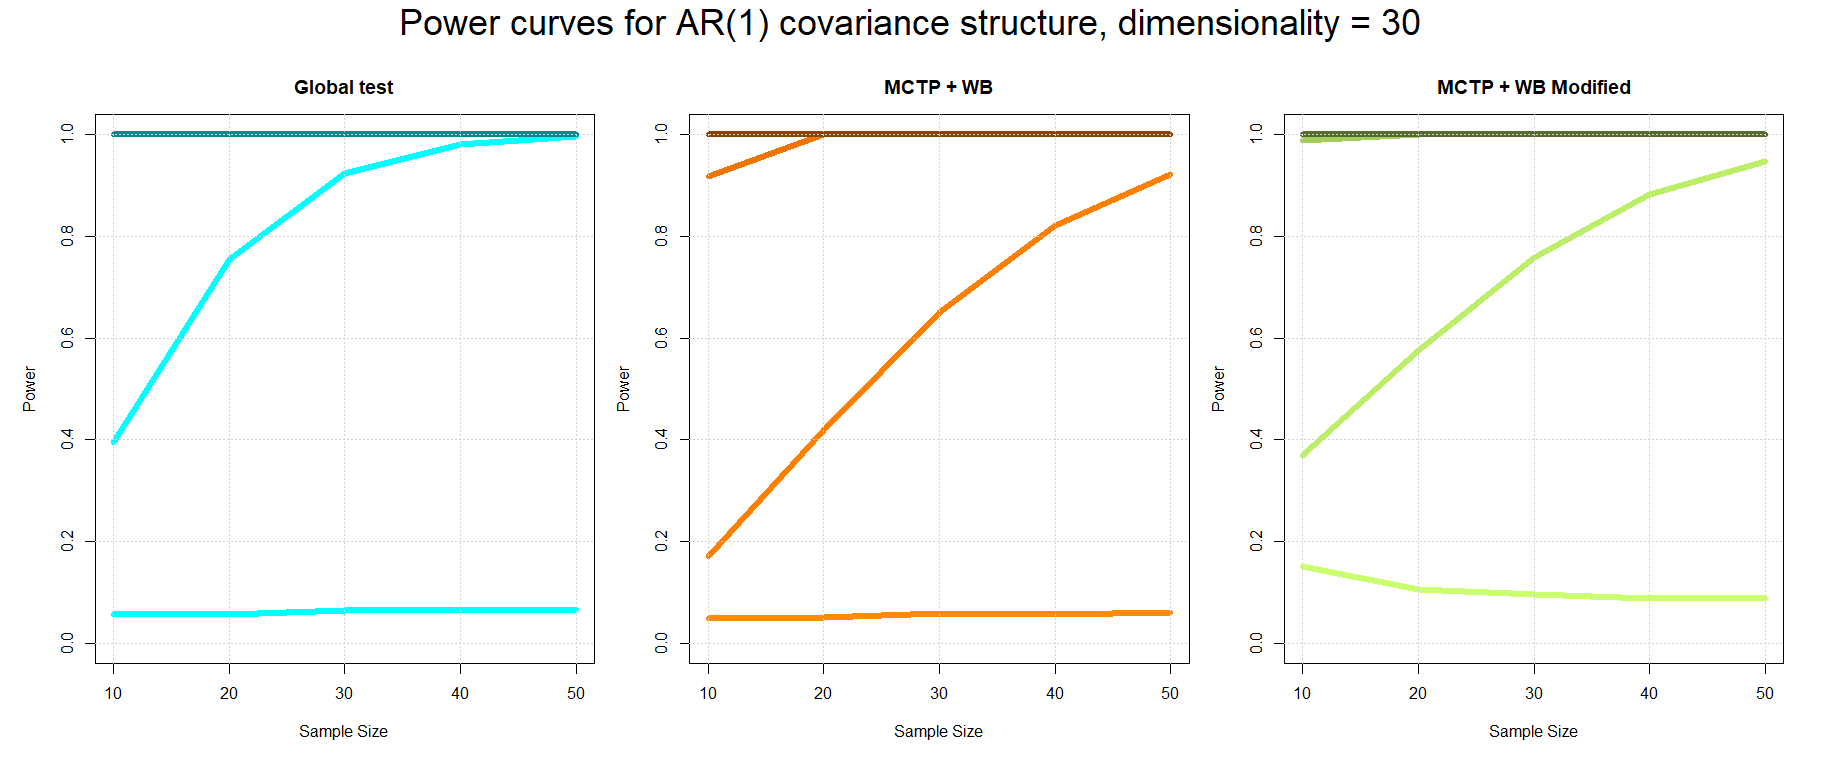 Power curves for AR(1) covariance structure, dimensionality = 30
Global test
1.0
0.8
0.6
0.4
0.2
0.0
Power
10 20 30 40 50
Sample Size
MCTP + WB
1.0
0.8
0.6
0.4
0.2
0.0
Power
10 20 30 40 50
Sample Size
MCTP + WB Modified
1.0
0.8
0.6
0.4
0.2
0.0
Power
10 20 30 40 50
Sample Size